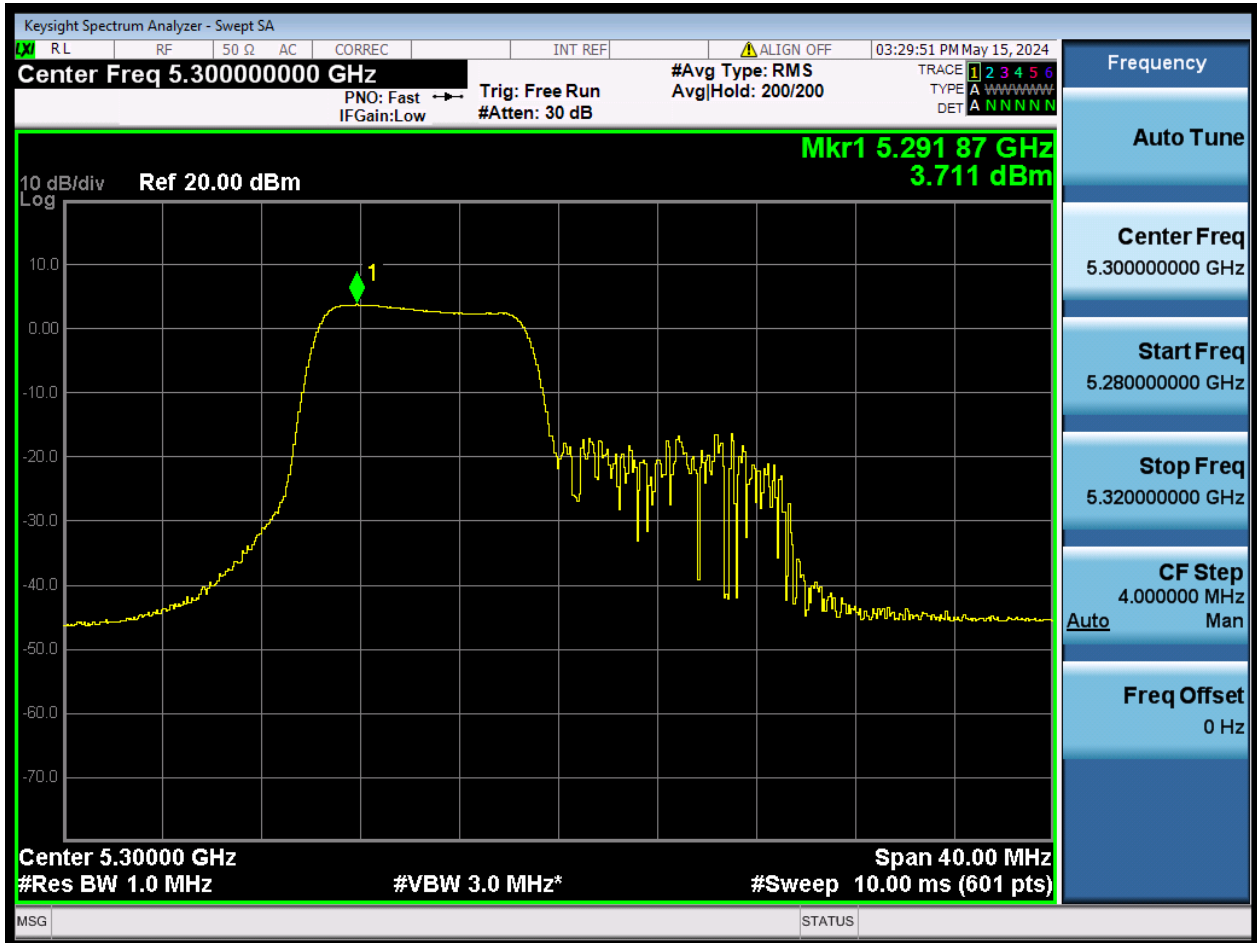 Keysight Spectrum Analyzer - Swept SA
LXI RL RF 50 Ω AC CORREC INT REF ALIGN OFF 03:29:51 PM May 15, 2024
Center Freq 5.300000000 GHz
PNO: Fast
IFGain:Low
Trig: Free Run
#Atten: 30 dB
#Avg Type: RMS
Avg|Hold: 200/200
TRACE 1 2 3 4 5 6
TYPE A WWWWWW
DET A N N N N N
Mkr1 5.291 87 GHz
3.711 dBm
10 dB/div Ref 20.00 dBm
Log
1
10.0
0.00
-10.0
-20.0
-30.0
-40.0
-50.0
-60.0
-70.0
Center 5.30000 GHz Span 40.00 MHz
#Res BW 1.0 MHz #VBW 3.0 MHz* #Sweep 10.00 ms (601 pts)
MSG STATUS
Frequency
Auto Tune
Center Freq
5.300000000 GHz
Start Freq
5.280000000 GHz
Stop Freq
5.320000000 GHz
CF Step
4.000000 MHz
Auto Man
Freq Offset
0 Hz